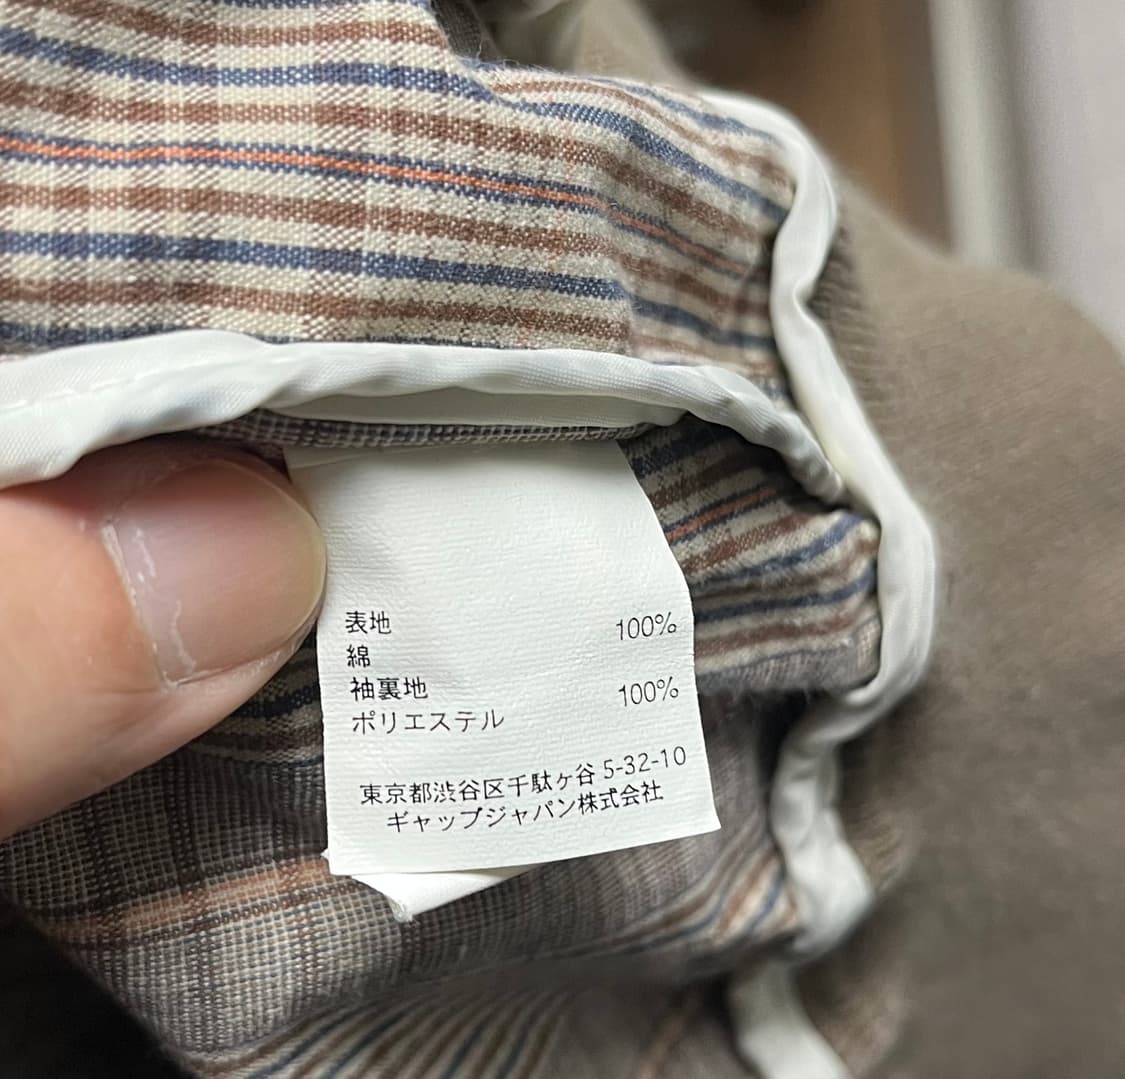 表地 100%
綿
袖裏地 100%
ポリエステル
東京都渋谷区千駄ヶ谷 5-32-10
ギャップジャパン株式会社